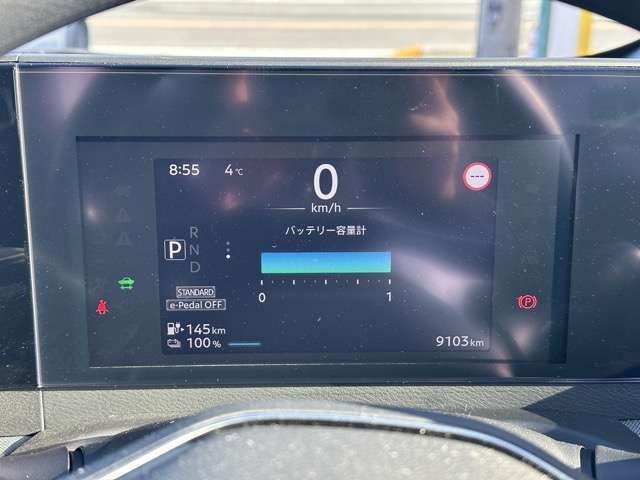 8:55 4℃
0
km/h
---
バッテリー容量計
R
P N
D
0 1
STANDARD
e-Pedal OFF
145km
100% 9103km
P